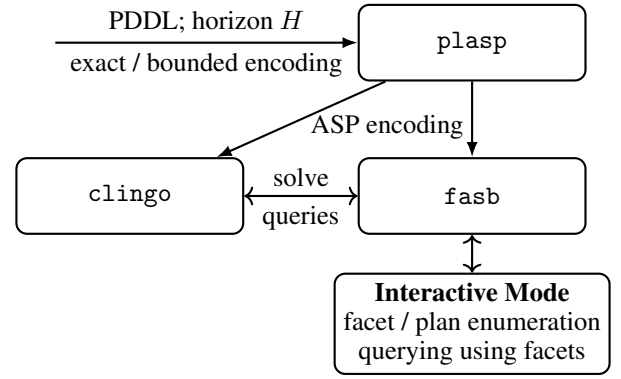 PDDL; horizon H
exact / bounded encoding
plasp
ASP encoding
clingo
solve
queries
fasb
Interactive Mode
facet / plan enumeration
querying using facets